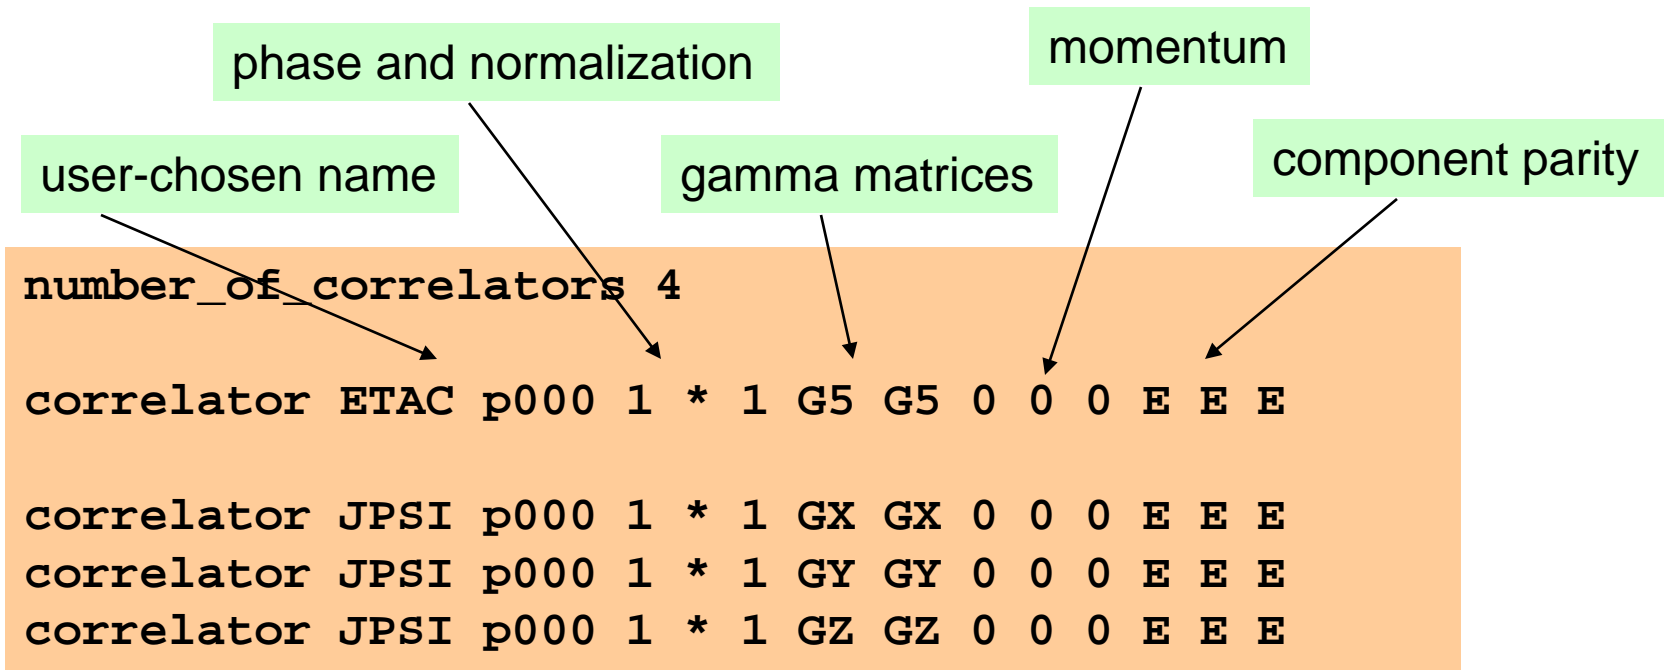 phase and normalization
momentum
user-chosen name
gamma matrices
component parity
number_of_correlators 4
correlator ETAC p000 1 * 1 G5 G5 0 0 0 E E E
correlator JPSI p000 1 * 1 GX GX 0 0 0 E E E
correlator JPSI p000 1 * 1 GY GY 0 0 0 E E E
correlator JPSI p000 1 * 1 GZ GZ 0 0 0 E E E